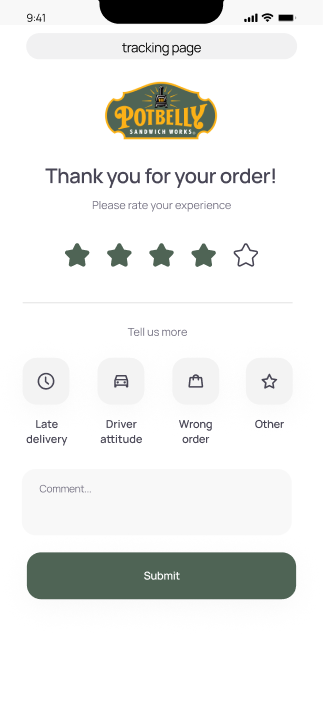 9:41
tracking page
POTBELLY
SANDWICH WORKS
Thank you for your order!
Please rate your experience
Tell us more
Late delivery
Driver attitude
Wrong order
Other
Comment...
Submit